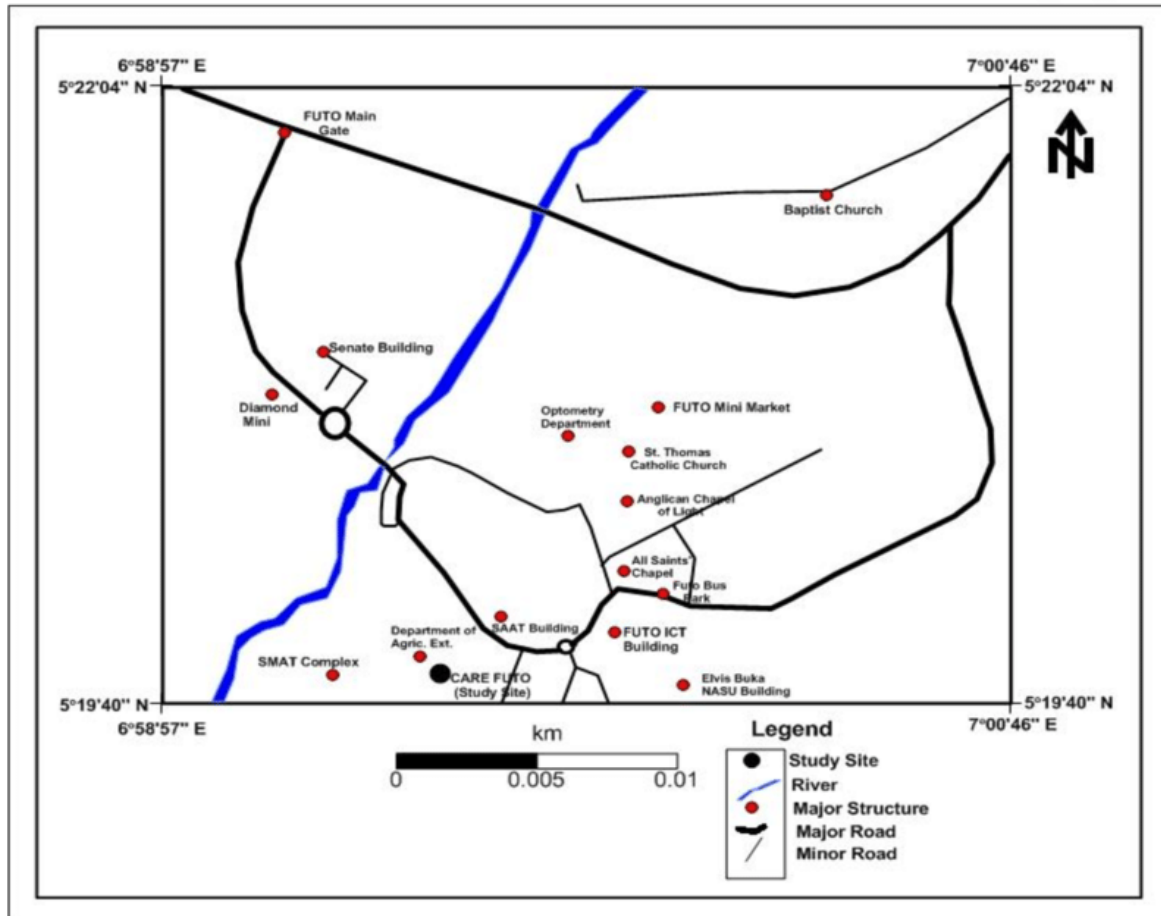 6°58'57" E
7°00'46" E
5°22'04" N
5°22'04" N
N
FUTO Main
Gate
Baptist Church
Senate Building
Diamond
Mini
FUTO Mini Market
Optometry
Department
St. Thomas
Catholic Church
Anglican Chapel
of Light
All Saints'
Chapel
Futo Bus
Park
SAAT Building
Department of
Agric. Ext.
FUTO ICT
Building
SMAT Complex
CARE FUTO
(Study Site)
Elvis Buka
NASU Building
5°19'40" N
5°19'40" N
6°58'57" E
7°00'46" E
km
0
0.005
0.01
Legend
Study Site
River
Major Structure
Major Road
Minor Road